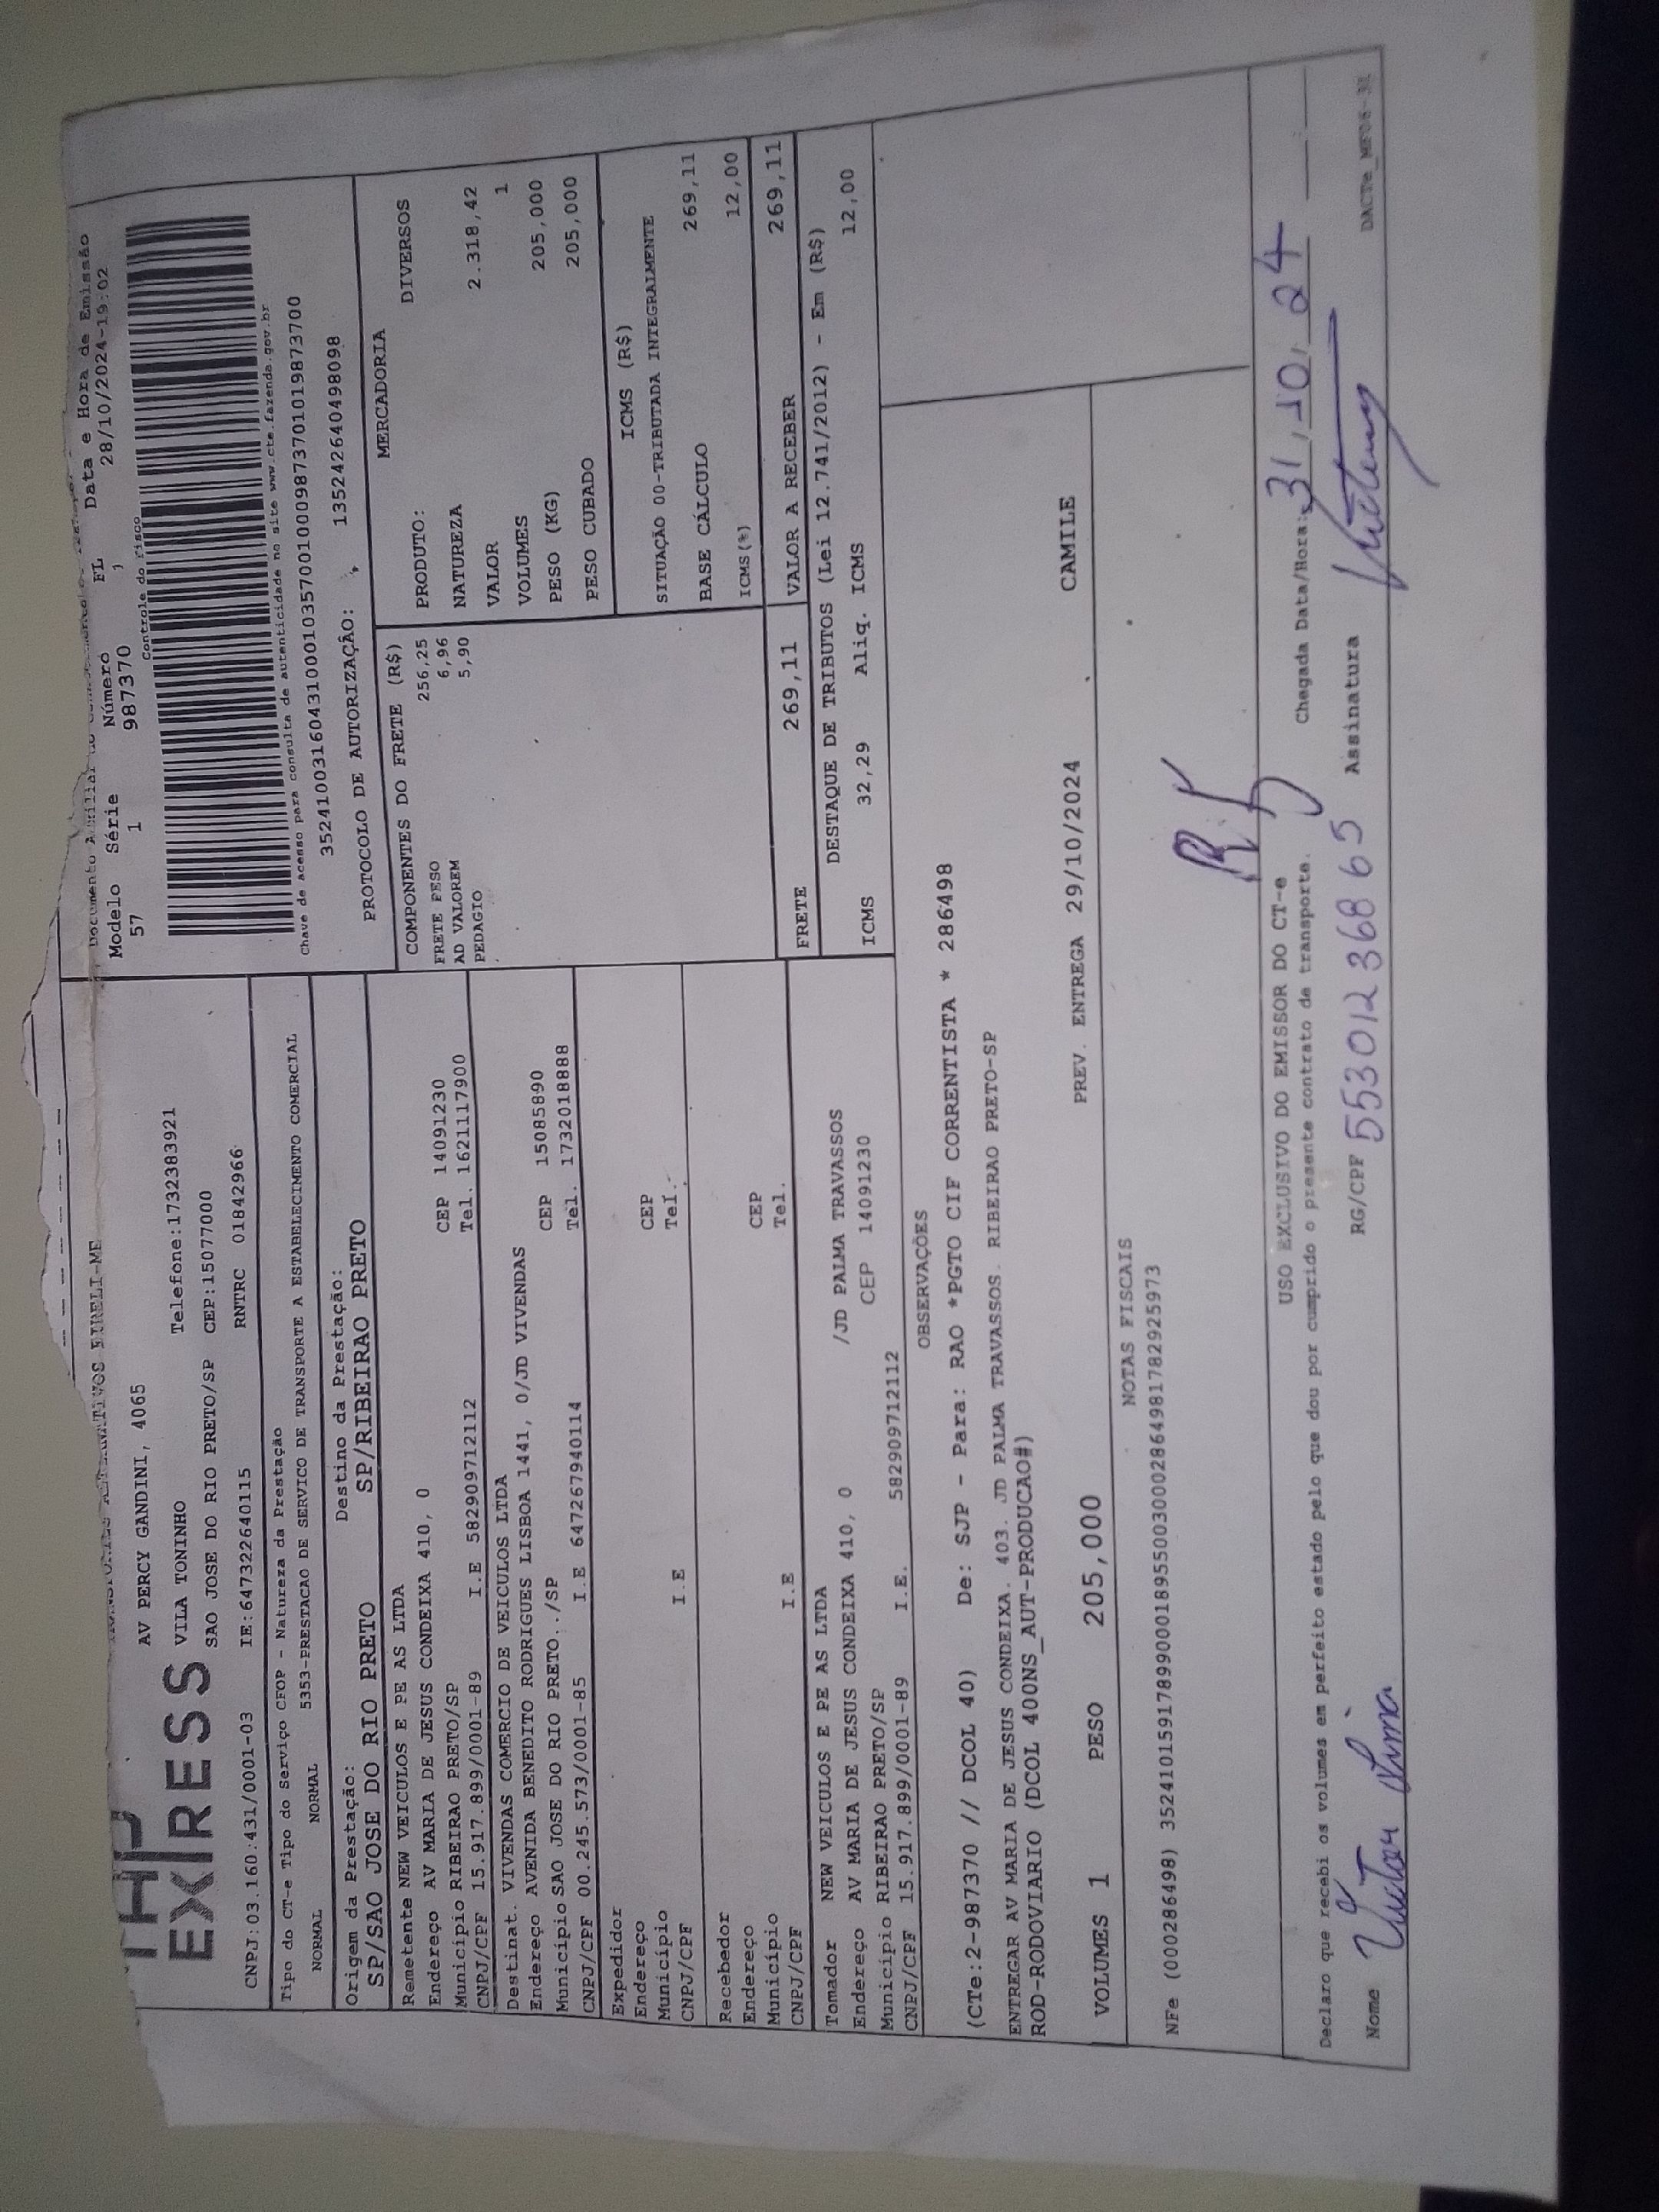 EIRELI-ME
EXPRESS
AV PERCY GANDINI, 4065
VILA TONINHO Telefone:1732383921
SAO JOSE DO RIO PRETO/SP CEP:15077000
CNPJ:03.160.431/0001-03 IE:647322640115 RNTRC 01842966
Documento Auxiliar
Modelo Série Número FL Data e Hora de Emissão
57 1 987370 1 28/10/2024-19:02
Controle do Fisco
Chave de acesso para consulta de autenticidade no site www.cte.fazenda.gov.br
35241003160431000103570010009873701019873700
PROTOCOLO DE AUTORIZAÇÃO: 135242640498098
Tipo do CT-e Tipo do Serviço CFOP - Natureza da Prestação
NORMAL NORMAL 5353-PRESTACAO DE SERVICO DE TRANSPORTE A ESTABELECIMENTO COMERCIAL
Origem da Prestação: Destino da Prestação:
SP/SAO JOSE DO RIO PRETO SP/RIBEIRAO PRETO
Remetente NEW VEICULOS E PE AS LTDA
Endereço AV MARIA DE JESUS CONDEIXA 410, 0
Município RIBEIRAO PRETO/SP CEP 14091230
CNPJ/CPF 15.917.899/0001-89 I.E 582909712112 Tel. 1621117900
Destinat. VIVENDAS COMERCIO DE VEICULOS LTDA
Endereço AVENIDA BENEDITO RODRIGUES LISBOA 1441, 0/JD VIVENDAS
Município SAO JOSE DO RIO PRETO../SP CEP 15085890
CNPJ/CPF 00.245.573/0001-85 I.E 647267940114 Tel. 1732018888
Expedidor
Endereço
Município CEP
CNPJ/CPF I.E Tel.
Recebedor
Endereço
Município CEP
CNPJ/CPF I.E Tel.
Tomador NEW VEICULOS E PE AS LTDA
Endereço AV MARIA DE JESUS CONDEIXA 410, 0 /JD PALMA TRAVASSOS
Município RIBEIRAO PRETO/SP CEP 14091230
CNPJ/CPF 15.917.899/0001-89 I.E. 582909712112
COMPONENTES DO FRETE (R$)
FRETE PESO 256,25
AD VALOREM 6,96
PEDAGIO 5,90
MERCADORIA
PRODUTO: DIVERSOS
NATUREZA
VALOR 2.318,42
VOLUMES 1
PESO (KG) 205,000
PESO CUBADO 205,000
ICMS (R$)
SITUAÇÃO 00-TRIBUTADA INTEGRALMENTE
BASE CÁLCULO 269,11
ICMS(%) 12,00
FRETE 269,11 VALOR A RECEBER 269,11
DESTAQUE DE TRIBUTOS (Lei 12.741/2012) - Em (R$)
ICMS 32,29 Aliq. ICMS 12,00
OBSERVAÇÕES
(CTe:2-987370 // DCOL 40) De: SJP - Para: RAO *PGTO CIF CORRENTISTA * 286498
ENTREGAR AV MARIA DE JESUS CONDEIXA. 403. JD PALMA TRAVASSOS. RIBEIRAO PRETO-SP
ROD-RODOVIARIO (DCOL 400NS_AUT-PRODUCAO#)
VOLUMES 1 PESO 205,000 PREV. ENTREGA 29/10/2024 CAMILE
NOTAS FISCAIS
NFe (000286498) 35241015917899000189550030002864981782925973
USO EXCLUSIVO DO EMISSOR DO CT-e
Declaro que recebi os volumes em perfeito estado pelo que dou por cumprido o presente contrato de transporte. Chegada Data/Hora: 31/10/24
Nome Victor Lima RG/CPF 55301236865 Assinatura
DACTe_MF06-3L